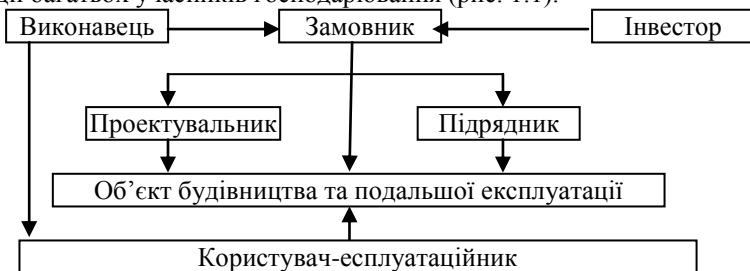 багатьох учасників господарювання (рис. 1.1).
Виконавець Замовник Інвестор
Проектувальник Підрядник
Об’єкт будівництва та подальшої експлуатації
Користувач-есплуатаційник